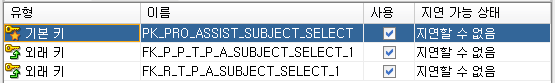 유형 이름 사용 지연 가능 상태
기본 키 PK_PRO_ASSIST_SUBJECT_SELECT 지연할 수 없음
외래 키 FK_P_P_T_P_A_SUBJECT_SELECT_1 지연할 수 없음
외래 키 FK_R_T_P_A_SUBJECT_SELECT_1 지연할 수 없음